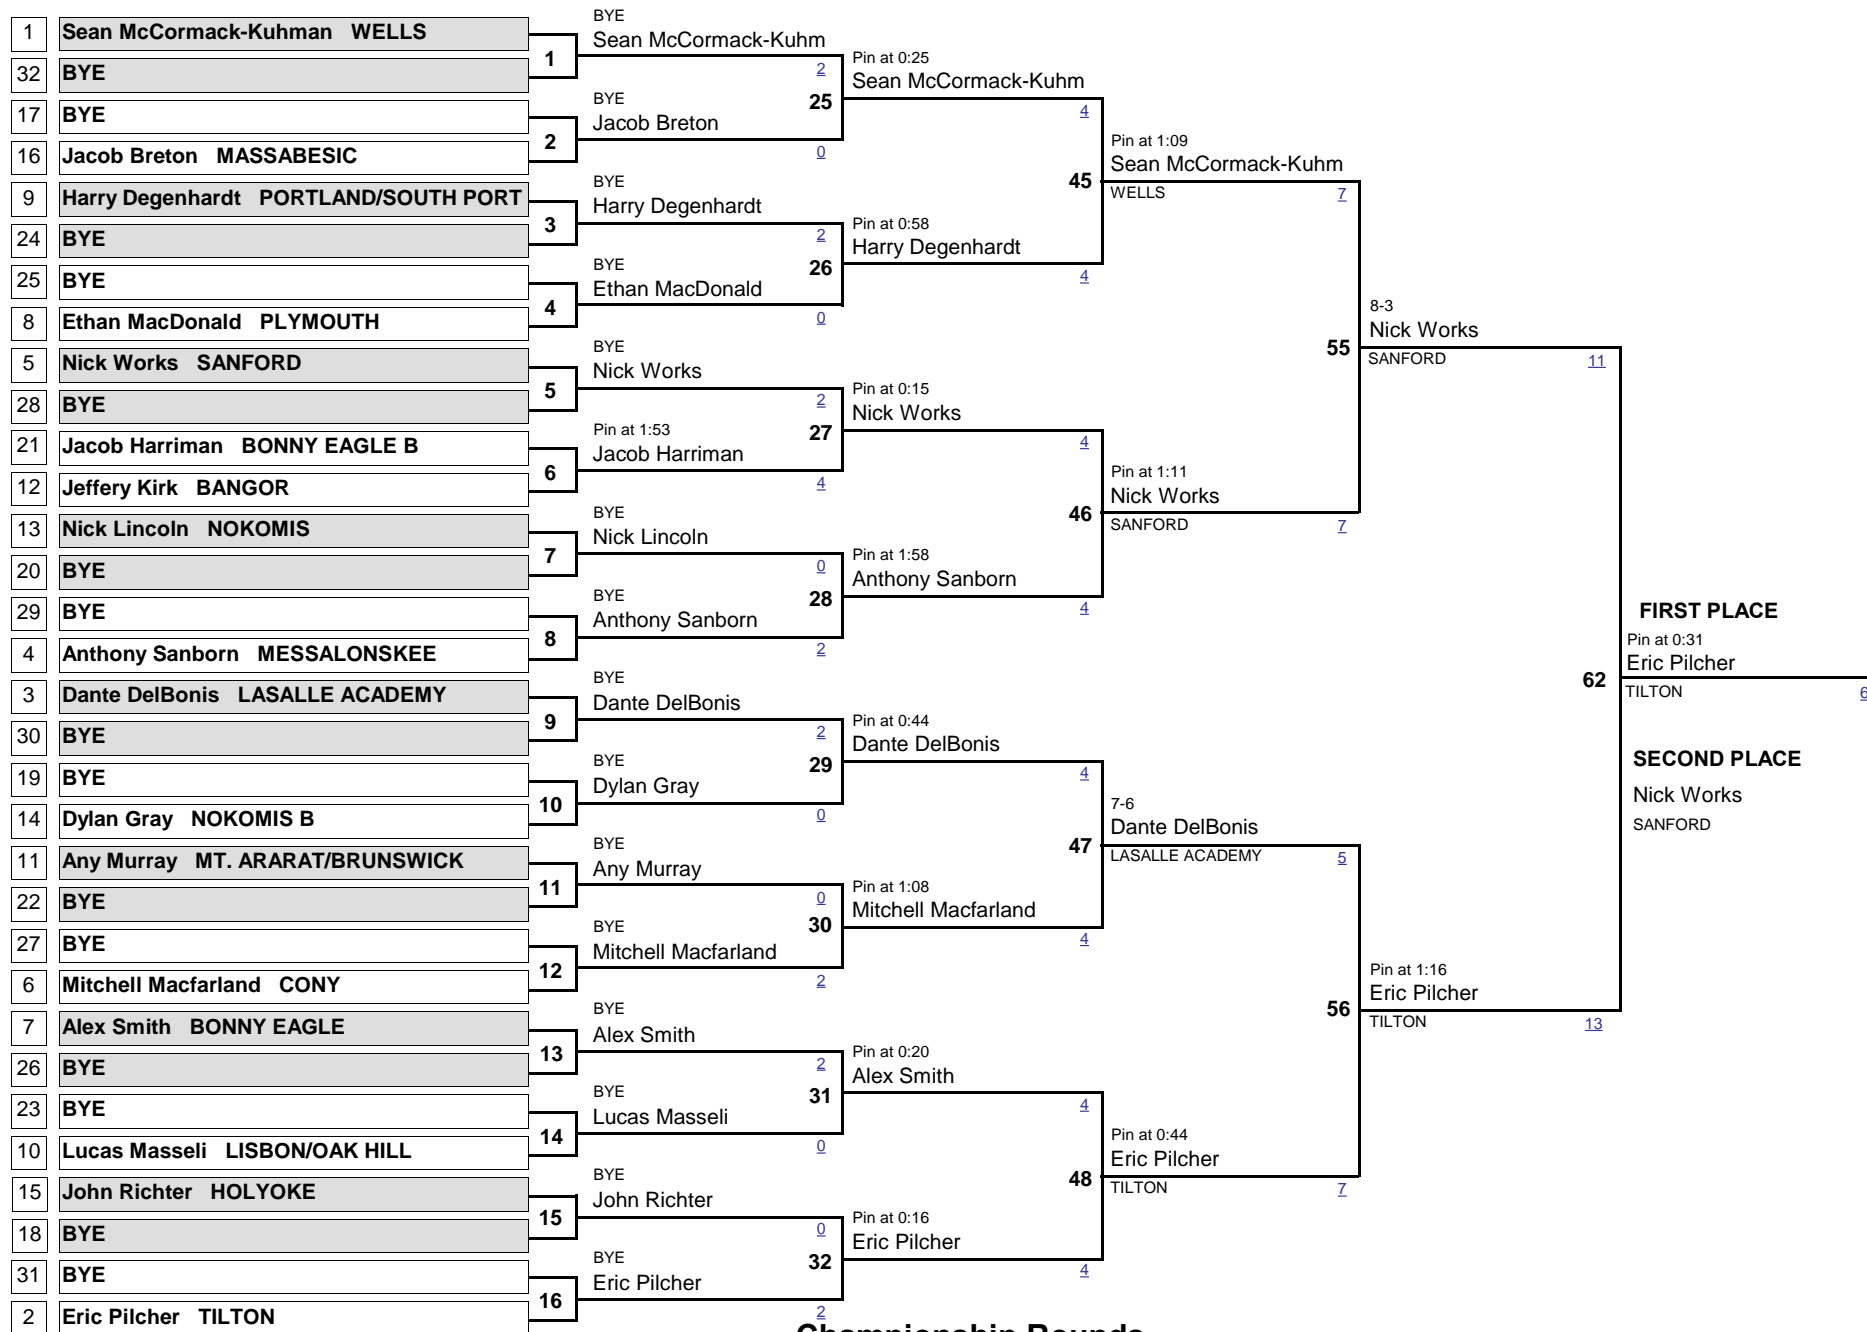 1 Sean McCormack-Kuhman WELLS
32 BYE
17 BYE
16 Jacob Breton MASSABESIC
9 Harry Degenhardt PORTLAND/SOUTH PORT
24 BYE
25 BYE
8 Ethan MacDonald PLYMOUTH
5 Nick Works SANFORD
28 BYE
21 Jacob Harriman BONNY EAGLE B
12 Jeffery Kirk BANGOR
13 Nick Lincoln NOKOMIS
20 BYE
29 BYE
4 Anthony Sanborn MESSALONSKEE
3 Dante DelBonis LASALLE ACADEMY
30 BYE
19 BYE
14 Dylan Gray NOKOMIS B
11 Any Murray MT. ARARAT/BRUNSWICK
22 BYE
27 BYE
6 Mitchell Macfarland CONY
7 Alex Smith BONNY EAGLE
26 BYE
23 BYE
10 Lucas Masseli LISBON/OAK HILL
15 John Richter HOLYOKE
18 BYE
31 BYE
2 Eric Pilcher TILTON
1
2
3
4
5
6
7
8
9
10
11
12
13
14
15
16
BYE
Sean McCormack-Kuhm
2
BYE
Jacob Breton
0
BYE
Harry Degenhardt
2
BYE
Ethan MacDonald
0
BYE
Nick Works
2
Pin at 1:53
Jacob Harriman
4
BYE
Nick Lincoln
0
BYE
Anthony Sanborn
2
BYE
Dante DelBonis
2
BYE
Dylan Gray
0
BYE
Any Murray
0
BYE
Mitchell Macfarland
2
BYE
Alex Smith
2
BYE
Lucas Masseli
0
BYE
John Richter
0
BYE
Eric Pilcher
2
25
26
27
28
29
30
31
32
Pin at 0:25
Sean McCormack-Kuhm
4
Pin at 0:58
Harry Degenhardt
4
Pin at 0:15
Nick Works
4
Pin at 1:58
Anthony Sanborn
4
Pin at 0:44
Dante DelBonis
4
Pin at 1:08
Mitchell Macfarland
4
Pin at 0:20
Alex Smith
4
Pin at 0:16
Eric Pilcher
4
45
46
47
48
Pin at 1:09
Sean McCormack-Kuhm
WELLS
7
Pin at 1:11
Nick Works
SANFORD
7
7-6
Dante DelBonis
LASALLE ACADEMY
5
Pin at 0:44
Eric Pilcher
TILTON
7
55
56
8-3
Nick Works
SANFORD
11
Pin at 1:16
Eric Pilcher
TILTON
13
62
FIRST PLACE
Pin at 0:31
Eric Pilcher
TILTON
6
SECOND PLACE
Nick Works
SANFORD
Championship Rounds